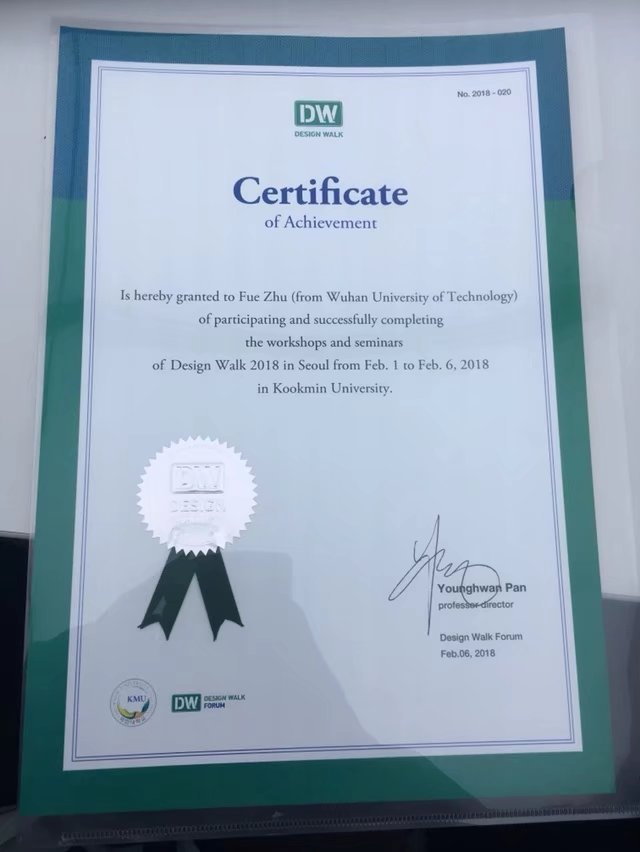 No. 2018 - 020
DW
DESIGN WALK
Certificate
of Achievement
Is hereby granted to Fue Zhu (from Wuhan University of Technology)
of participating and successfully completing
the workshops and seminars
of Design Walk 2018 in Seoul from Feb. 1 to Feb. 6, 2018
in Kookmin University.
DW
DESIGN
Younghwan Pan
professer-director
Design Walk Forum
Feb.06, 2018
KMU
DW DESIGN WALK
FORUM